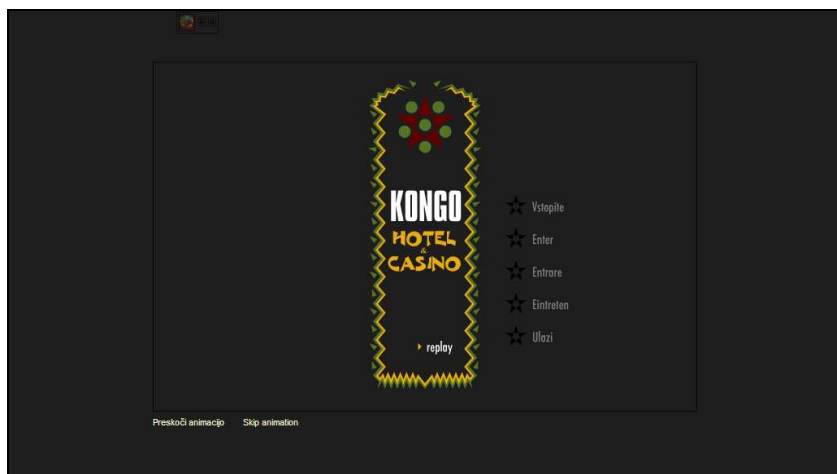 KONGO
HOTEL
&
CASINO
replay
Vstopite
Enter
Entrare
Eintreten
Ulazi
Preskoči animacijo
Skip animation